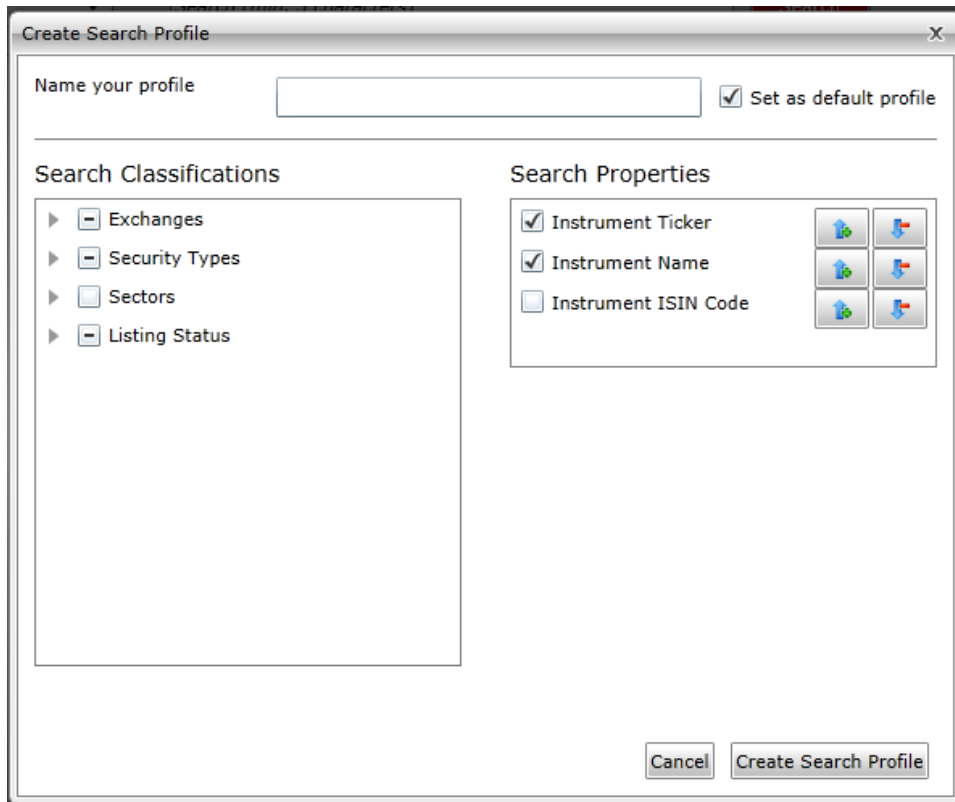 Create Search Profile
Name your profile
Set as default profile
Search Classifications
Exchanges
Security Types
Sectors
Listing Status
Search Properties
Instrument Ticker
Instrument Name
Instrument ISIN Code
Cancel
Create Search Profile